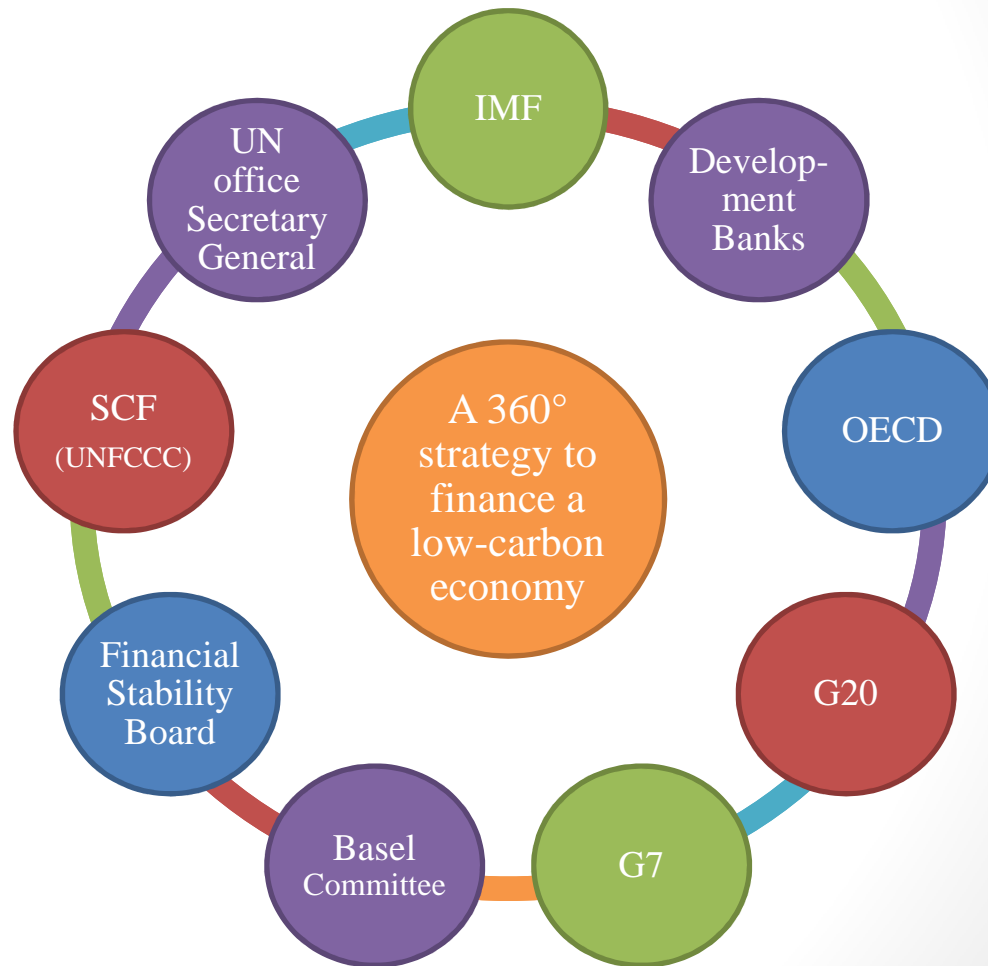 IMF
Develop-
ment
Banks
OECD
G20
G7
Basel
Committee
Financial
Stability
Board
SCF
(UNFCCC)
UN
office
Secretary
General
A 360°
strategy to
finance a
low-carbon
economy